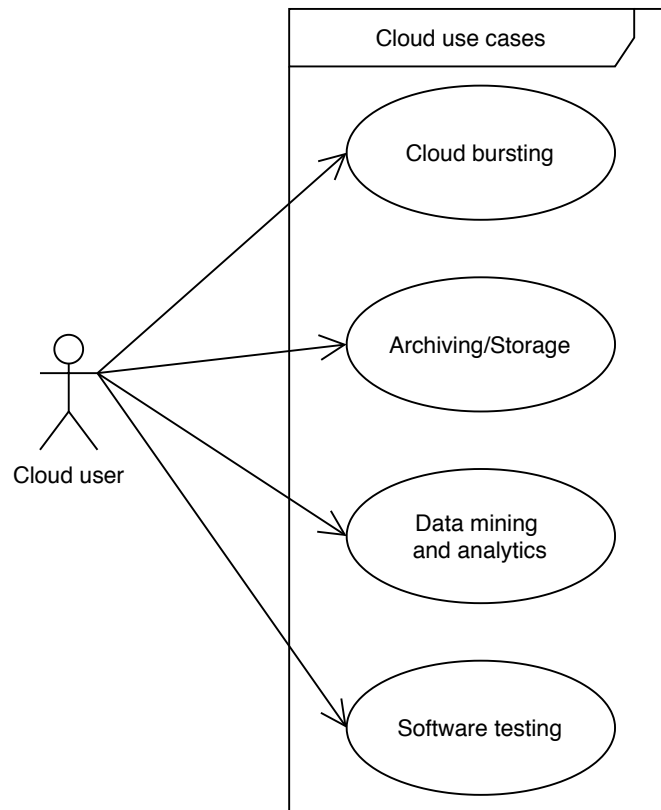 Cloud use cases
Cloud bursting
Archiving/Storage
Cloud user
Data mining
and analytics
Software testing